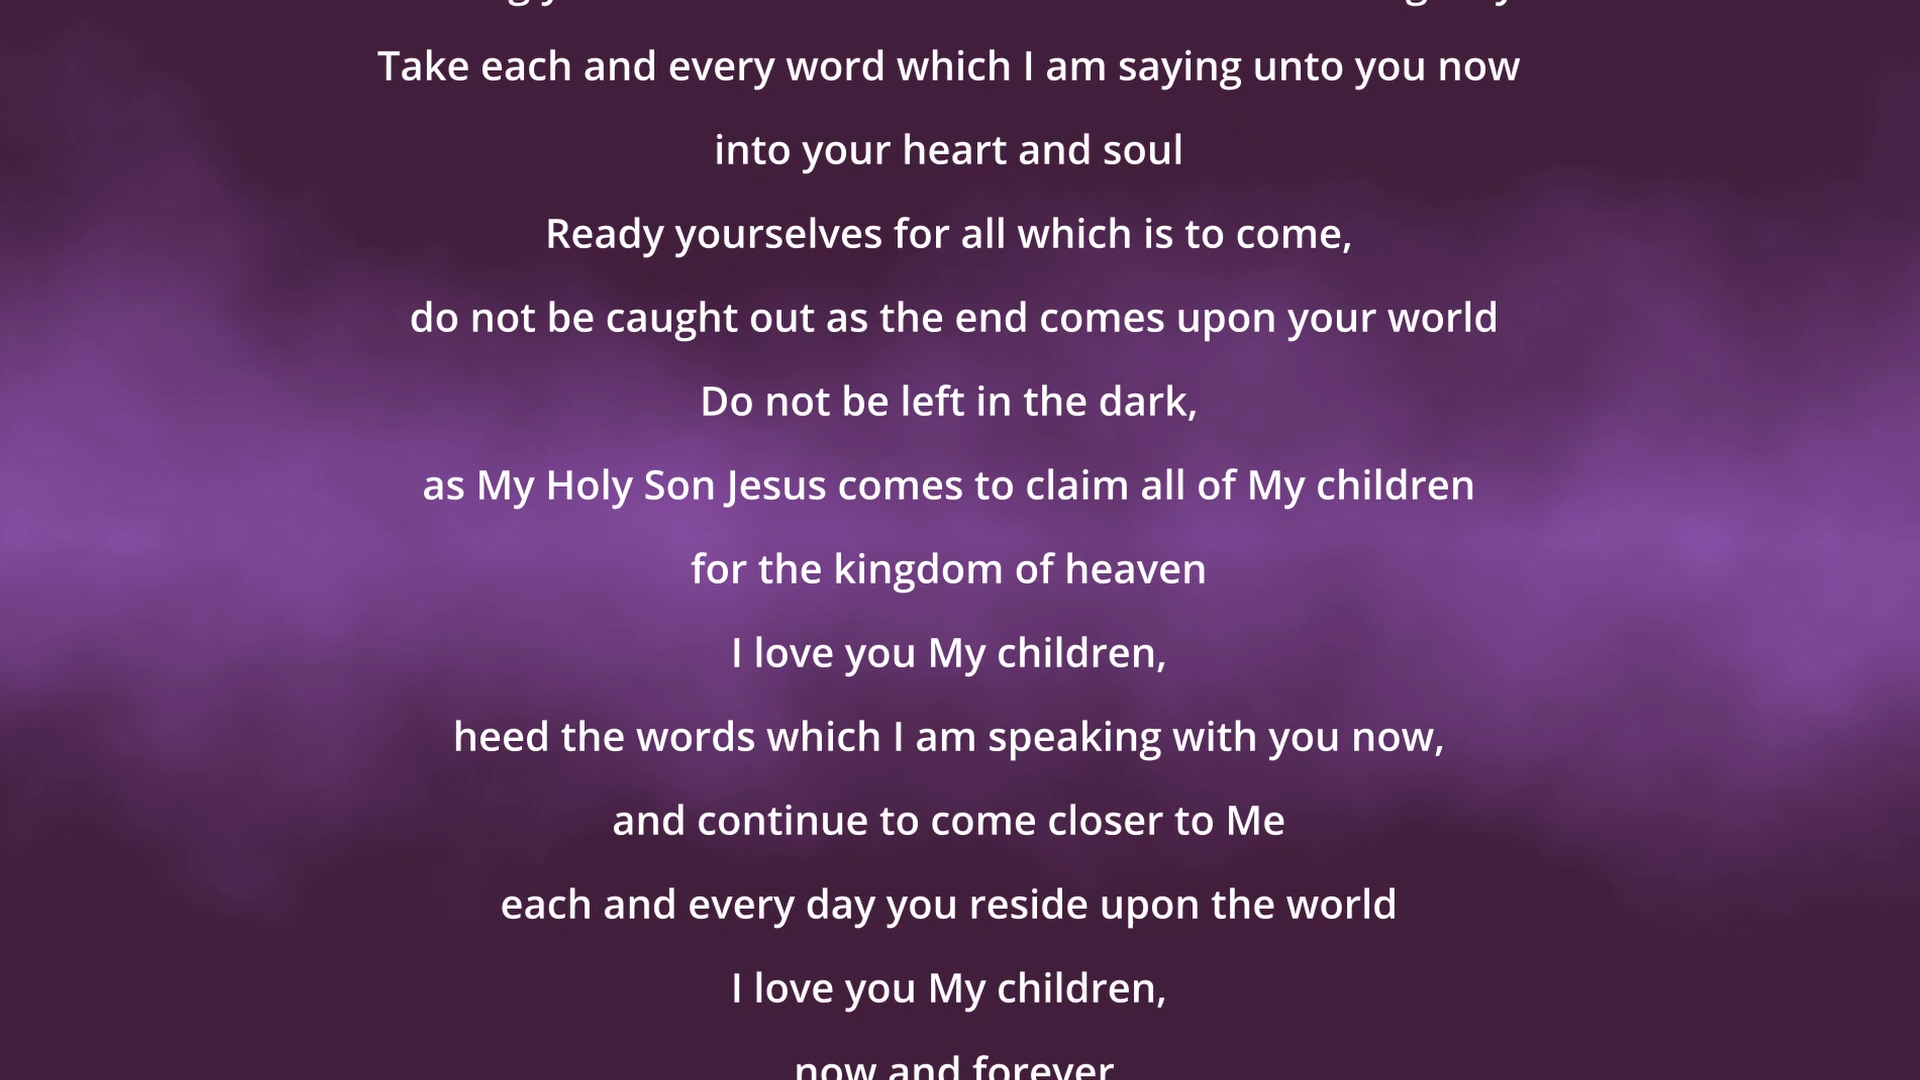 Take each and every word which I am saying unto you now
into your heart and soul
Ready yourselves for all which is to come,
do not be caught out as the end comes upon your world
Do not be left in the dark,
as My Holy Son Jesus comes to claim all of My children
for the kingdom of heaven
I love you My children,
heed the words which I am speaking with you now,
and continue to come closer to Me
each and every day you reside upon the world
I love you My children,
now and forever